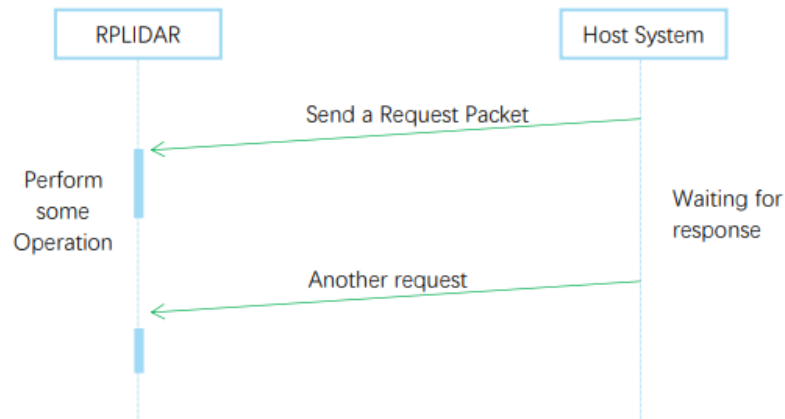 RPLIDAR
Host System
Send a Request Packet
Perform
some
Operation
Waiting for
response
Another request